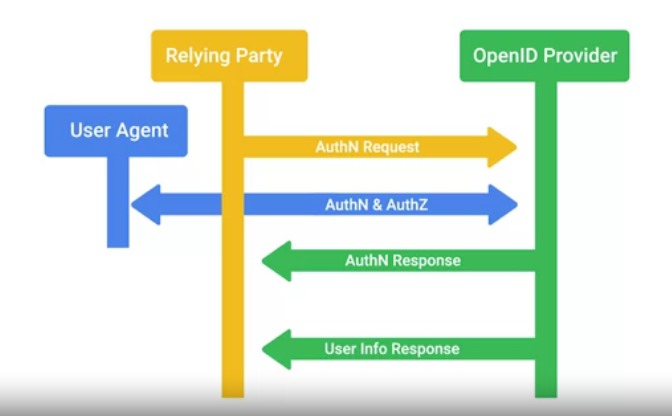 Relying Party
OpenID Provider
User Agent
AuthN Request
AuthN & AuthZ
AuthN Response
User Info Response